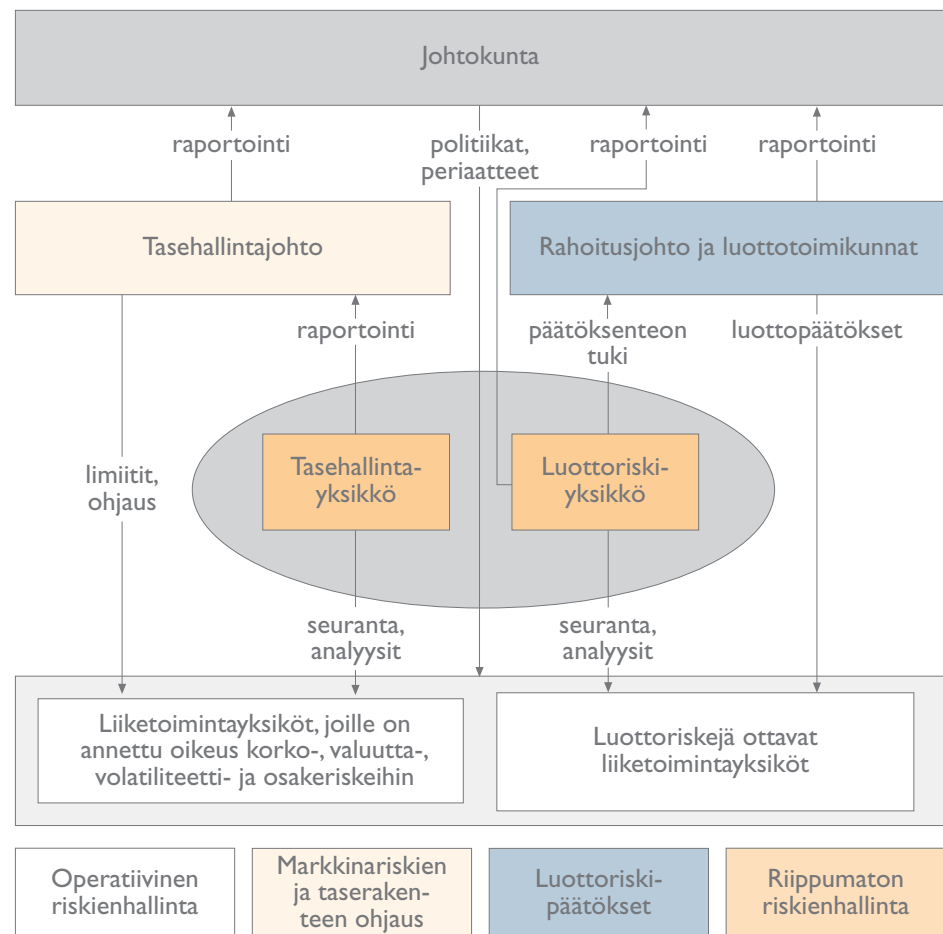 Johtokunta
raportointi
politiikat,
periaatteet
raportointi
raportointi
Tasehallintajohto
Rahoitusjohto ja luottotoimikunnat
raportointi
päätöksenteon
tuki
luottopäätökset
Tasehallinta-
yksikkö
Luottoriski-
yksikkö
limiitit,
ohjaus
seuranta,
analyysit
seuranta,
analyysit
Liiketoimintayksiköt, joille on
annettu oikeus korko-, valuutta-,
volatiliteetti- ja osakeriskeihin
Luottoriskejä ottavat
liiketoimintayksiköt
Operatiivinen
riskienhallinta
Markkinariskien
ja taseraken-
teen ohjaus
Luottoriski-
päätökset
Riippumaton
riskienhallinta